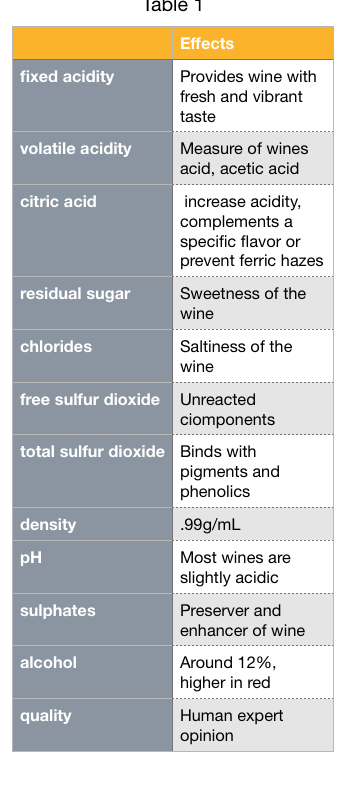 Table 1
Effects
fixed acidity
Provides wine with
fresh and vibrant
taste
volatile acidity
Measure of wines
acid, acetic acid
citric acid
increase acidity,
complements a
specific flavor or
prevent ferric hazes
residual sugar
Sweetness of the
wine
chlorides
Saltiness of the
wine
free sulfur dioxide
Unreacted
ciomponents
total sulfur dioxide
Binds with
pigments and
phenolics
density
.99g/mL
pH
Most wines are
slightly acidic
sulphates
Preserver and
enhancer of wine
alcohol
Around 12%,
higher in red
quality
Human expert
opinion